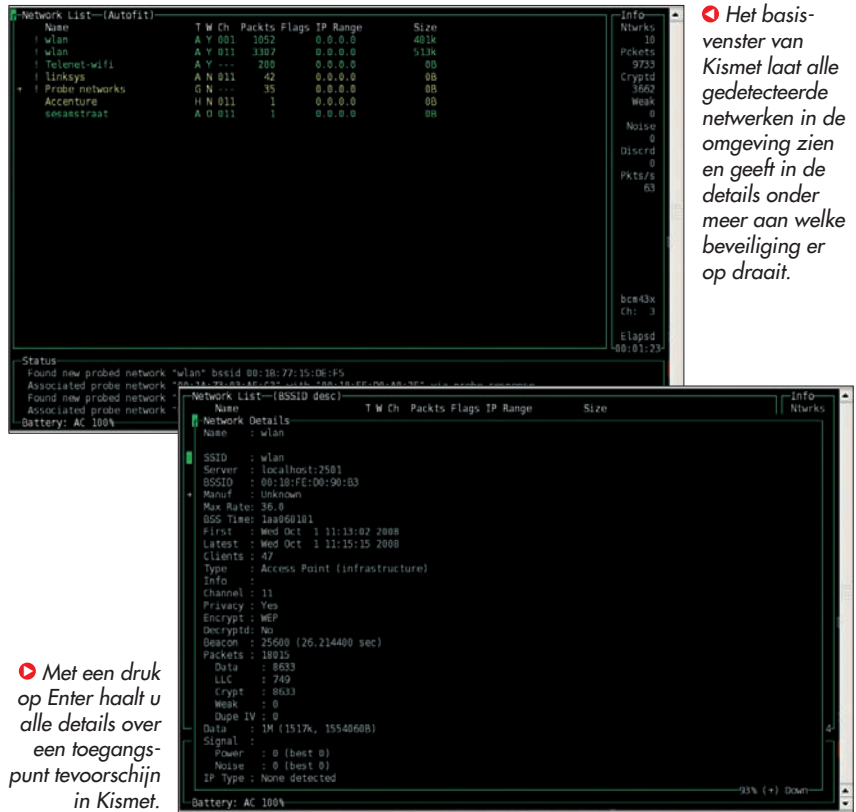 Network List—(Autofit)
Name T W Ch Packts Flags IP Range Size
! wlan A Y 001 1052 0.0.0.0 401k
! wlan A Y 011 3307 0.0.0.0 513k
! Telenet-wifi A Y --- 200 0.0.0.0 0B
! linksys A N 011 42 0.0.0.0 0B
+ ! Probe networks G N --- 35 0.0.0.0 0B
Accenture H N 011 1 0.0.0.0 0B
sesamstraat A O 011 1 0.0.0.0 0B
Info
Ntwrks
10
Pckets
9733
Cryptd
3662
Weak
0
Noise
0
Discrd
0
Pkts/s
63
bcm43x
Ch: 3
Elapsd
00:01:23
Status
Found new probed network "wlan" bssid 00:18:77:15:DE:F5
Associated probe network
Found new probed network "
Associated probe network "
Battery: AC 100%
Het basis-
venster van
Kismet laat alle
gedetecteerde
netwerken in de
omgeving zien
en geeft in de
details onder
meer aan welke
beveiliging er
op draait.
Network List—(BSSID desc)
Name T W Ch Packts Flags IP Range Size
Info
Ntwrks
Network Details
Name : wlan
SSID : wlan
Server : localhost:2501
BSSID : 00:18:FE:D0:90:B3
+ Manuf : Unknown
Max Rate: 36.0
BSS Time: 1aa060101
First : Wed Oct 1 11:13:02 2008
Latest : Wed Oct 1 11:15:15 2008
Clients : 47
Type : Access Point (infrastructure)
Info :
Channel : 11
Privacy : Yes
Encrypt : WEP
Decryptd: No
Beacon : 25600 (26.214400 sec)
Packets : 18015
Data : 8633
LLC : 749
Crypt : 8633
Weak : 0
Dupe IV : 0
Data : 1M (1517k, 1554060B)
Signal :
Power : 0 (best 0)
Noise : 0 (best 0)
IP Type : None detected
93% (+) Down
4
Battery: AC 100%
Met een druk
op Enter haalt u
alle details over
een toegangs-
punt tevoorschijn
in Kismet.